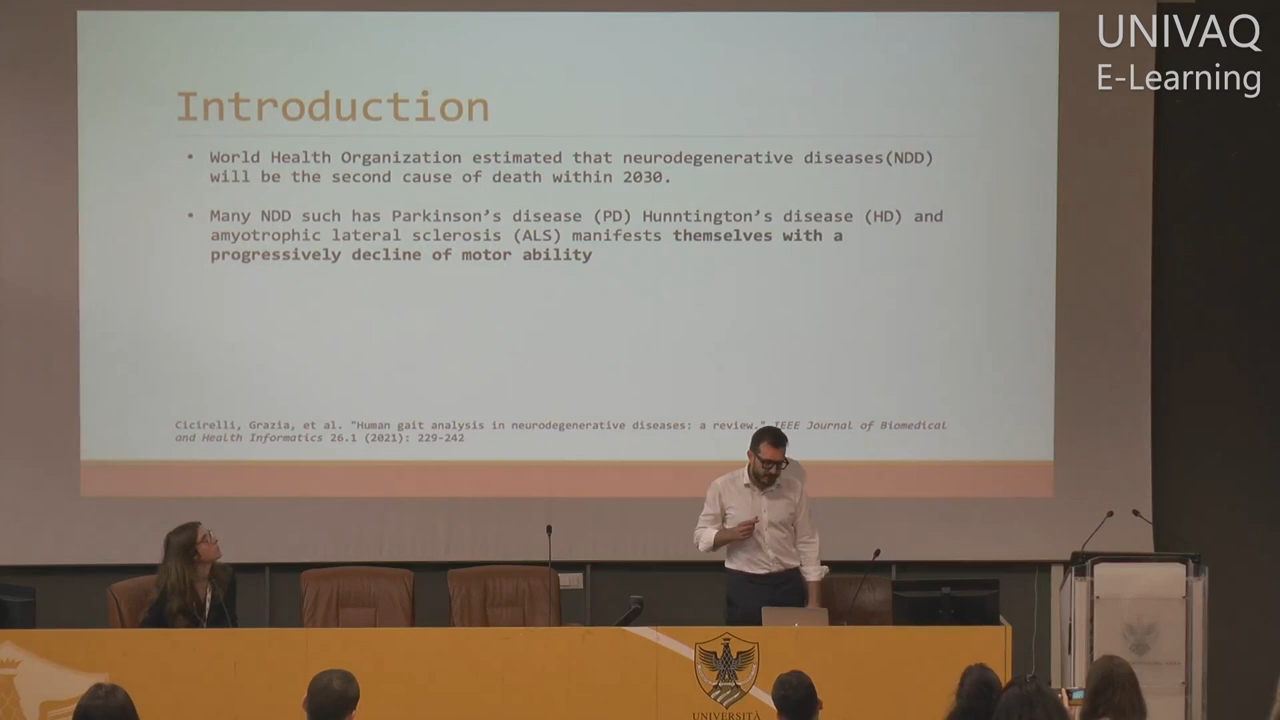 UNIVAQ
E-Learning
Introduction
• World Health Organization estimated that neurodegenerative diseases(NDD)
will be the second cause of death within 2030.
• Many NDD such has Parkinson's disease (PD) Hunntington's disease (HD) and
amyotrophic lateral sclerosis (ALS) manifests themselves with a
progressively decline of motor ability
Cicirelli, Grazia, et al. "Human gait analysis in neurodegenerative diseases: a review." IEEE Journal of Biomedical
and Health Informatics 26.1 (2021): 229-242
UNIVERSITÀ